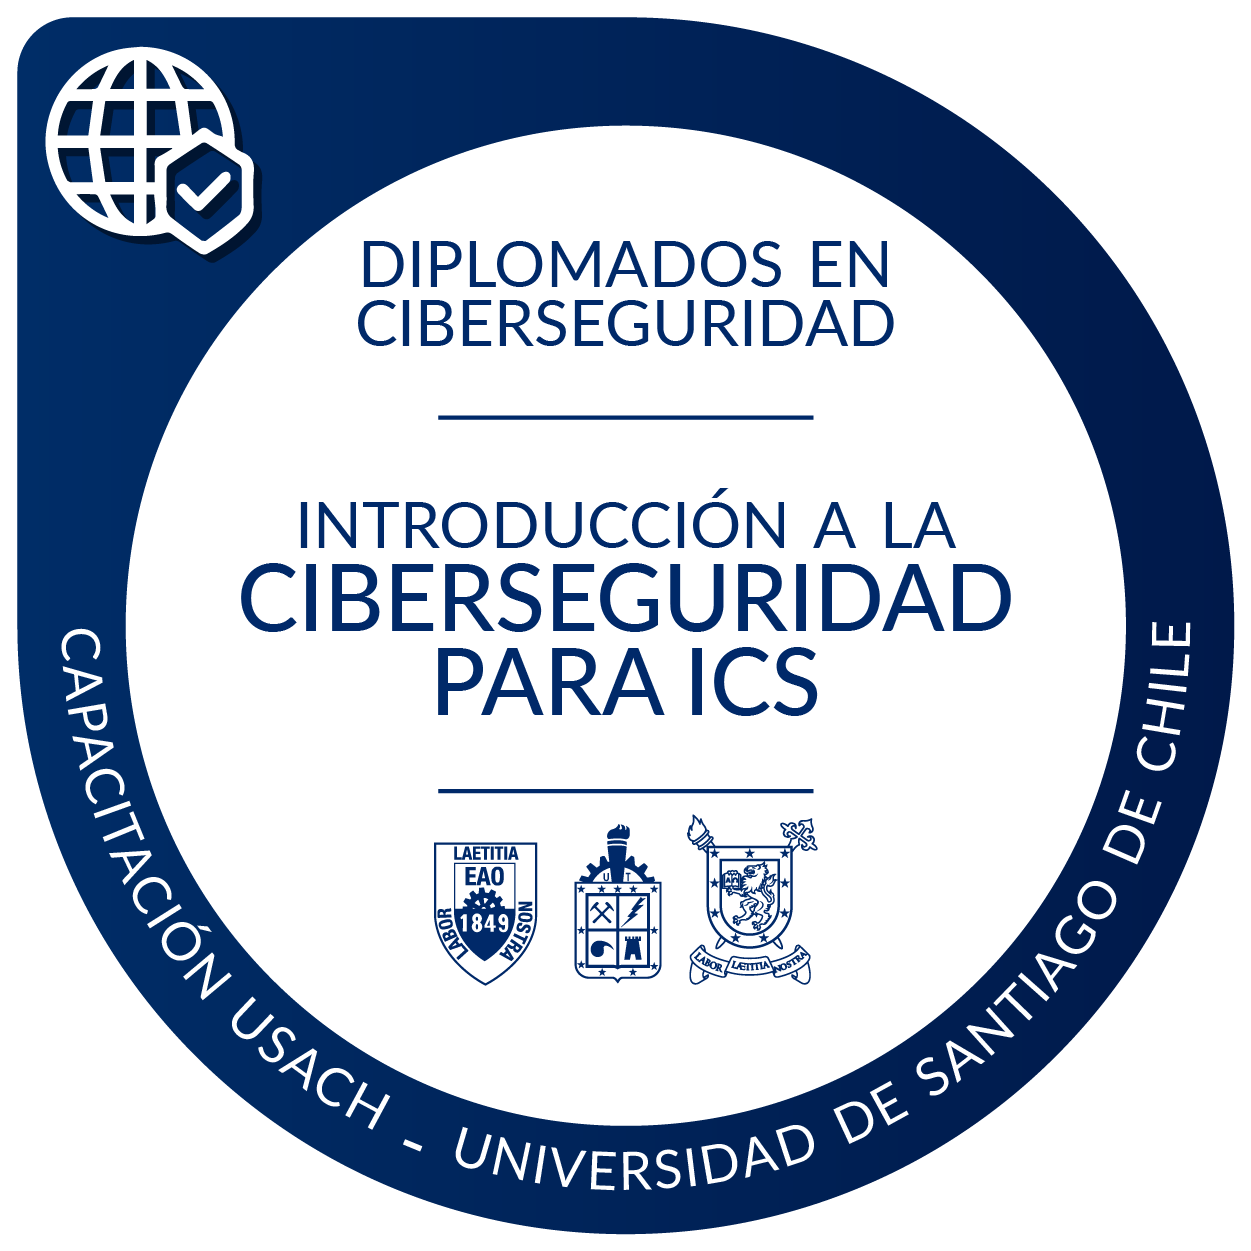 DIPLOMADOS EN
CIBERSEGURIDAD
INTRODUCCIÓN A LA
CIBERSEGURIDAD
PARA ICS
LAETITIA
EAO
1849
LABOR
NOSTRA
U T
LABOR LÆTITIA NOSTRA
CAPACITACIÓN USACH - UNIVERSIDAD DE SANTIAGO DE CHILE